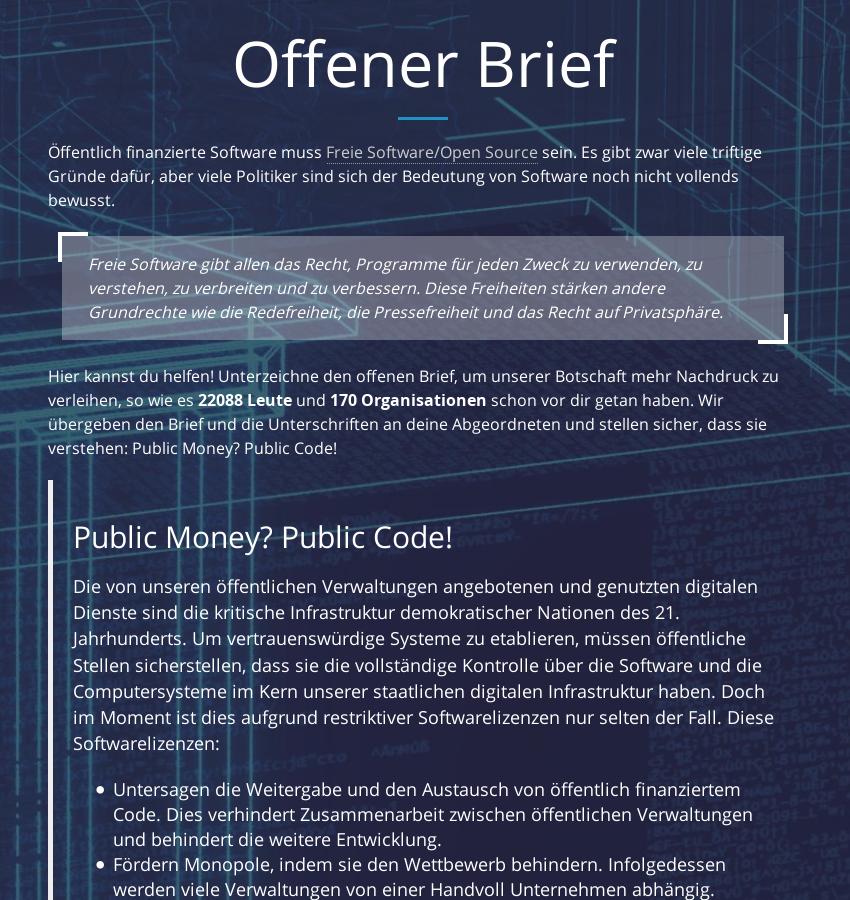 Offener Brief
Öffentlich finanzierte Software muss Freie Software/Open Source sein. Es gibt zwar viele triftige
Gründe dafür, aber viele Politiker sind sich der Bedeutung von Software noch nicht vollends
bewusst.
Freie Software gibt allen das Recht, Programme für jeden Zweck zu verwenden, zu
verstehen, zu verbreiten und zu verbessern. Diese Freiheiten stärken andere
Grundrechte wie die Redefreiheit, die Pressefreiheit und das Recht auf Privatsphäre.
Hier kannst du helfen! Unterzeichne den offenen Brief, um unserer Botschaft mehr Nachdruck zu
verleihen, so wie es 22088 Leute und 170 Organisationen schon vor dir getan haben. Wir
übergeben den Brief und die Unterschriften an deine Abgeordneten und stellen sicher, dass sie
verstehen: Public Money? Public Code!
Public Money? Public Code!
Die von unseren öffentlichen Verwaltungen angebotenen und genutzten digitalen
Dienste sind die kritische Infrastruktur demokratischer Nationen des 21.
Jahrhunderts. Um vertrauenswürdige Systeme zu etablieren, müssen öffentliche
Stellen sicherstellen, dass sie die vollständige Kontrolle über die Software und die
Computersysteme im Kern unserer staatlichen digitalen Infrastruktur haben. Doch
im Moment ist dies aufgrund restriktiver Softwarelizenzen nur selten der Fall. Diese
Softwarelizenzen:
• Untersagen die Weitergabe und den Austausch von öffentlich finanziertem
Code. Dies verhindert Zusammenarbeit zwischen öffentlichen Verwaltungen
und behindert die weitere Entwicklung.
• Fördern Monopole, indem sie den Wettbewerb behindern. Infolgedessen
werden viele Verwaltungen von einer Handvoll Unternehmen abhängig.